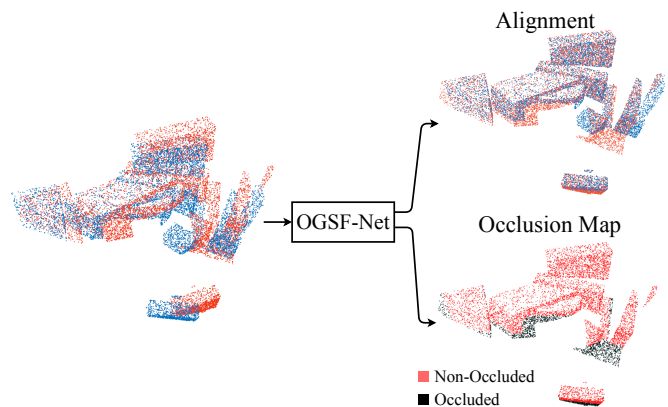 Alignment
OGSF-Net
Occlusion Map
Non-Occluded
Occluded